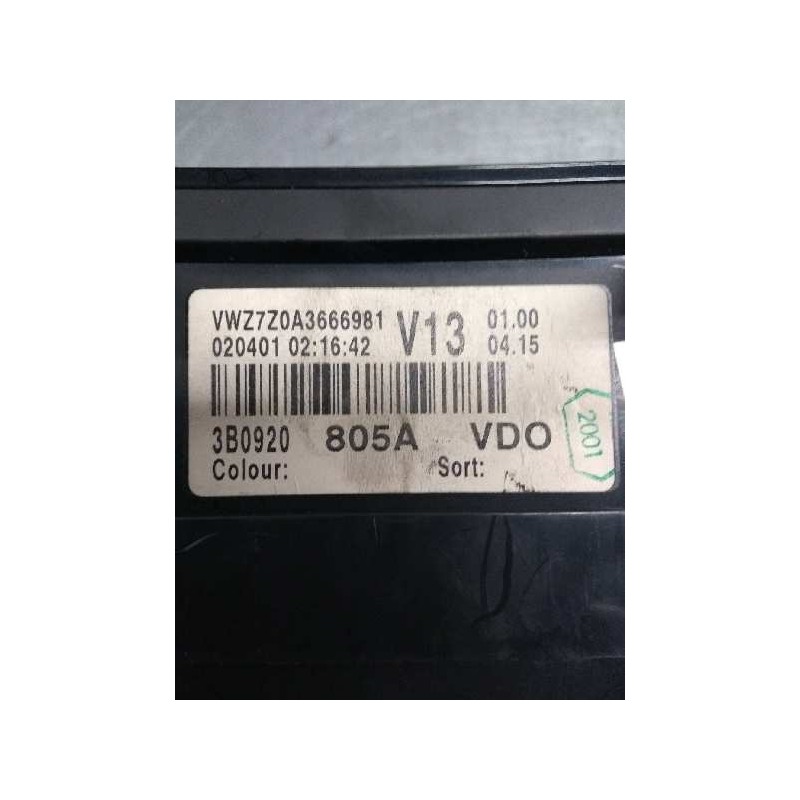 VWZ7Z0A3666981 V13 01.00
020401 02:16:42 04.15
3B0920 805A VDO
Colour: Sort:
2001